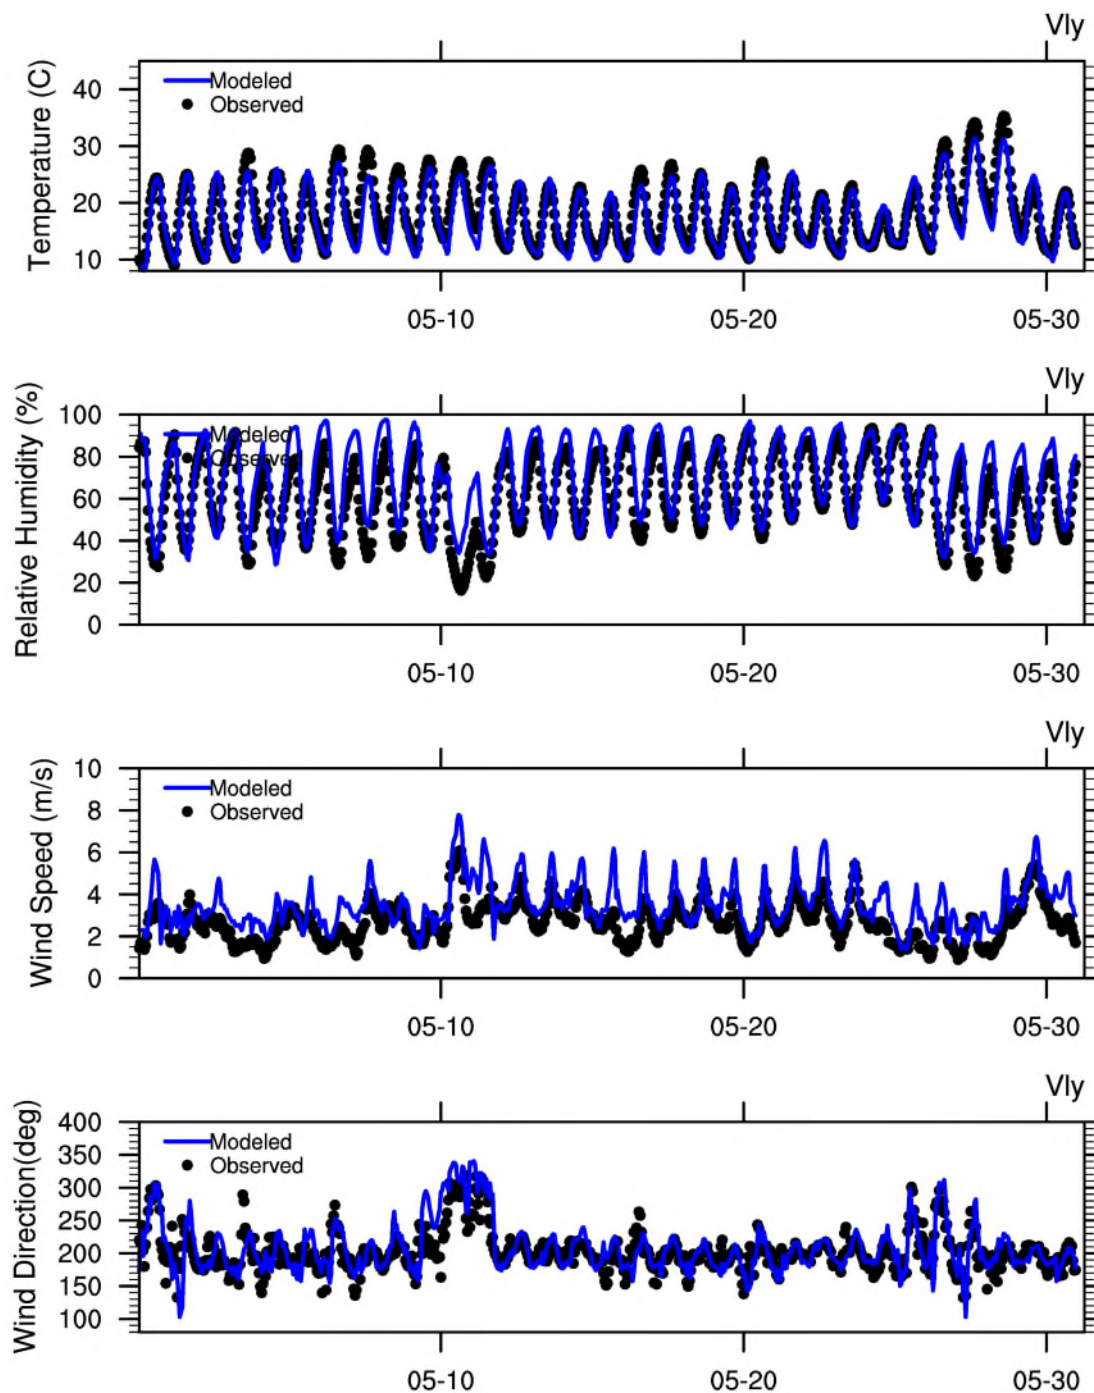 Vly
Temperature (C)
40
30
20
10
Modeled
Observed
05-10 05-20 05-30
Vly
Relative Humidity (%)
100
80
60
40
20
0
Modeled
Observed
05-10 05-20 05-30
Vly
Wind Speed (m/s)
10
8
6
4
2
0
Modeled
Observed
05-10 05-20 05-30
Vly
Wind Direction(deg)
400
350
300
250
200
150
100
Modeled
Observed
05-10 05-20 05-30